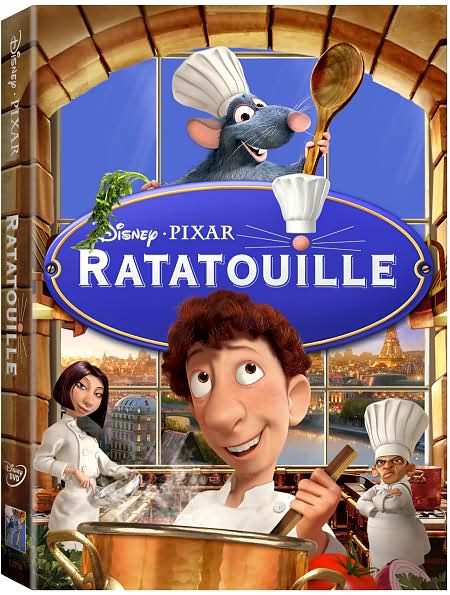 DISNEY · PIXAR
RATATOUILLE
Disney
DVD
Disney · PIXAR
RATATOUILLE